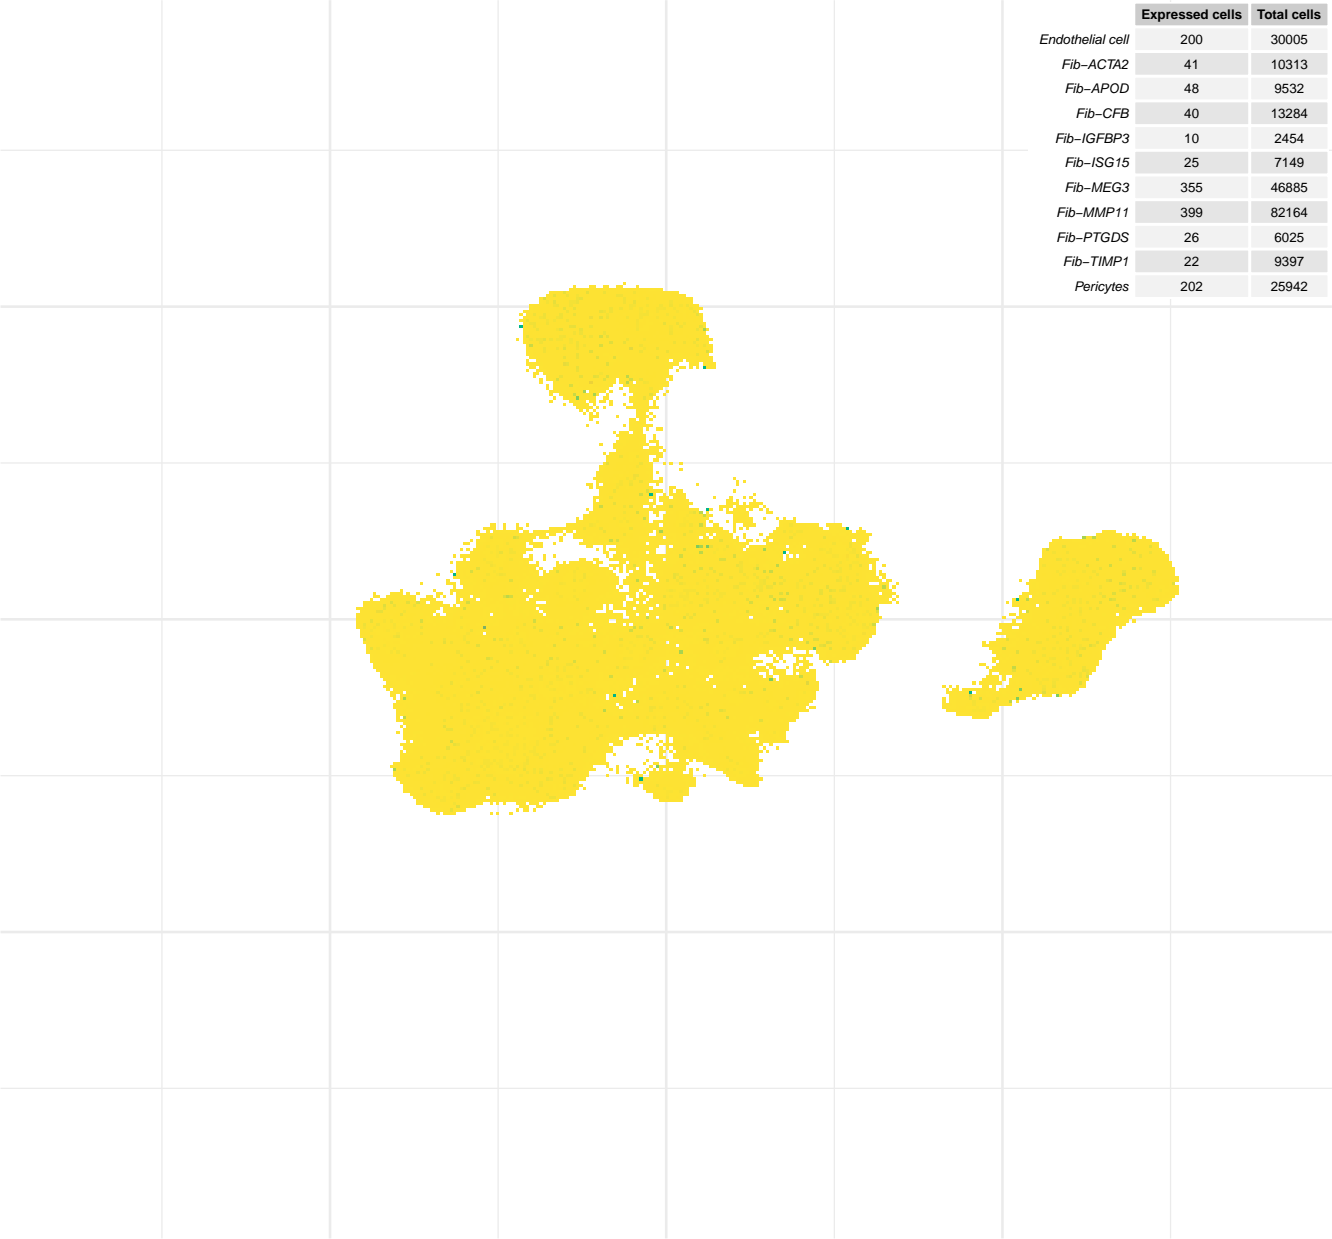 Expressed cells Total cells
Endothelial cell 200 30005
Fib−ACTA2 41 10313
Fib−APOD 48 9532
Fib−CFB 40 13284
Fib−IGFBP3 10 2454
Fib−ISG15 25 7149
Fib−MEG3 355 46885
Fib−MMP11 399 82164
Fib−PTGDS 26 6025
Fib−TIMP1 22 9397
Pericytes 202 25942